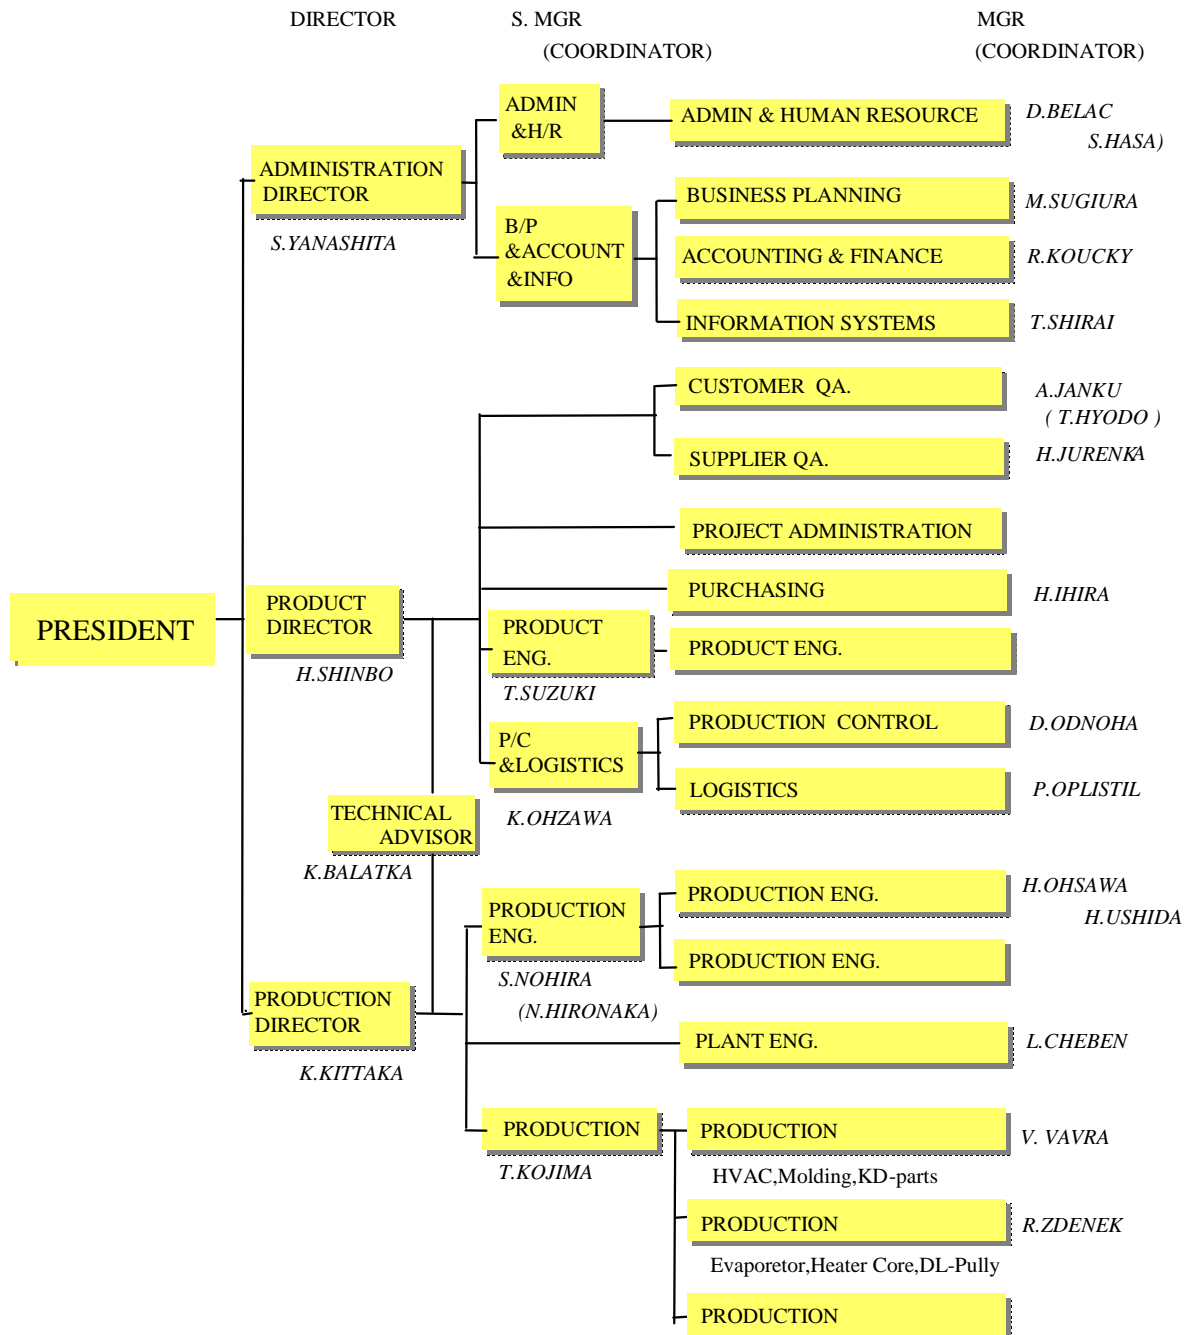 DIRECTOR S. MGR MGR
(COORDINATOR) (COORDINATOR)
ADMIN
&H/R
ADMIN & HUMAN RESOURCE
D.BELAC
S.HASA)
ADMINISTRATION
DIRECTOR
S.YANASHITA
B/P
&ACCOUNT
&INFO
BUSINESS PLANNING
M.SUGIURA
ACCOUNTING & FINANCE
R.KOUCKY
INFORMATION SYSTEMS
T.SHIRAI
CUSTOMER QA.
A.JANKU
( T.HYODO )
SUPPLIER QA.
H.JURENKA
PROJECT ADMINISTRATION
PURCHASING
H.IHIRA
PRESIDENT
PRODUCT
DIRECTOR
H.SHINBO
PRODUCT
ENG.
T.SUZUKI
PRODUCT ENG.
P/C
&LOGISTICS
K.OHZAWA
PRODUCTION CONTROL
D.ODNOHA
LOGISTICS
P.OPLISTIL
TECHNICAL
ADVISOR
K.BALATKA
PRODUCTION
ENG.
S.NOHIRA
(N.HIRONAKA)
PRODUCTION ENG.
H.OHSAWA
H.USHIDA
PRODUCTION ENG.
PRODUCTION
DIRECTOR
K.KITTAKA
PLANT ENG.
L.CHEBEN
PRODUCTION
T.KOJIMA
PRODUCTION
V. VAVRA
HVAC,Molding,KD-parts
PRODUCTION
R.ZDENEK
Evaporetor,Heater Core,DL-Pully
PRODUCTION